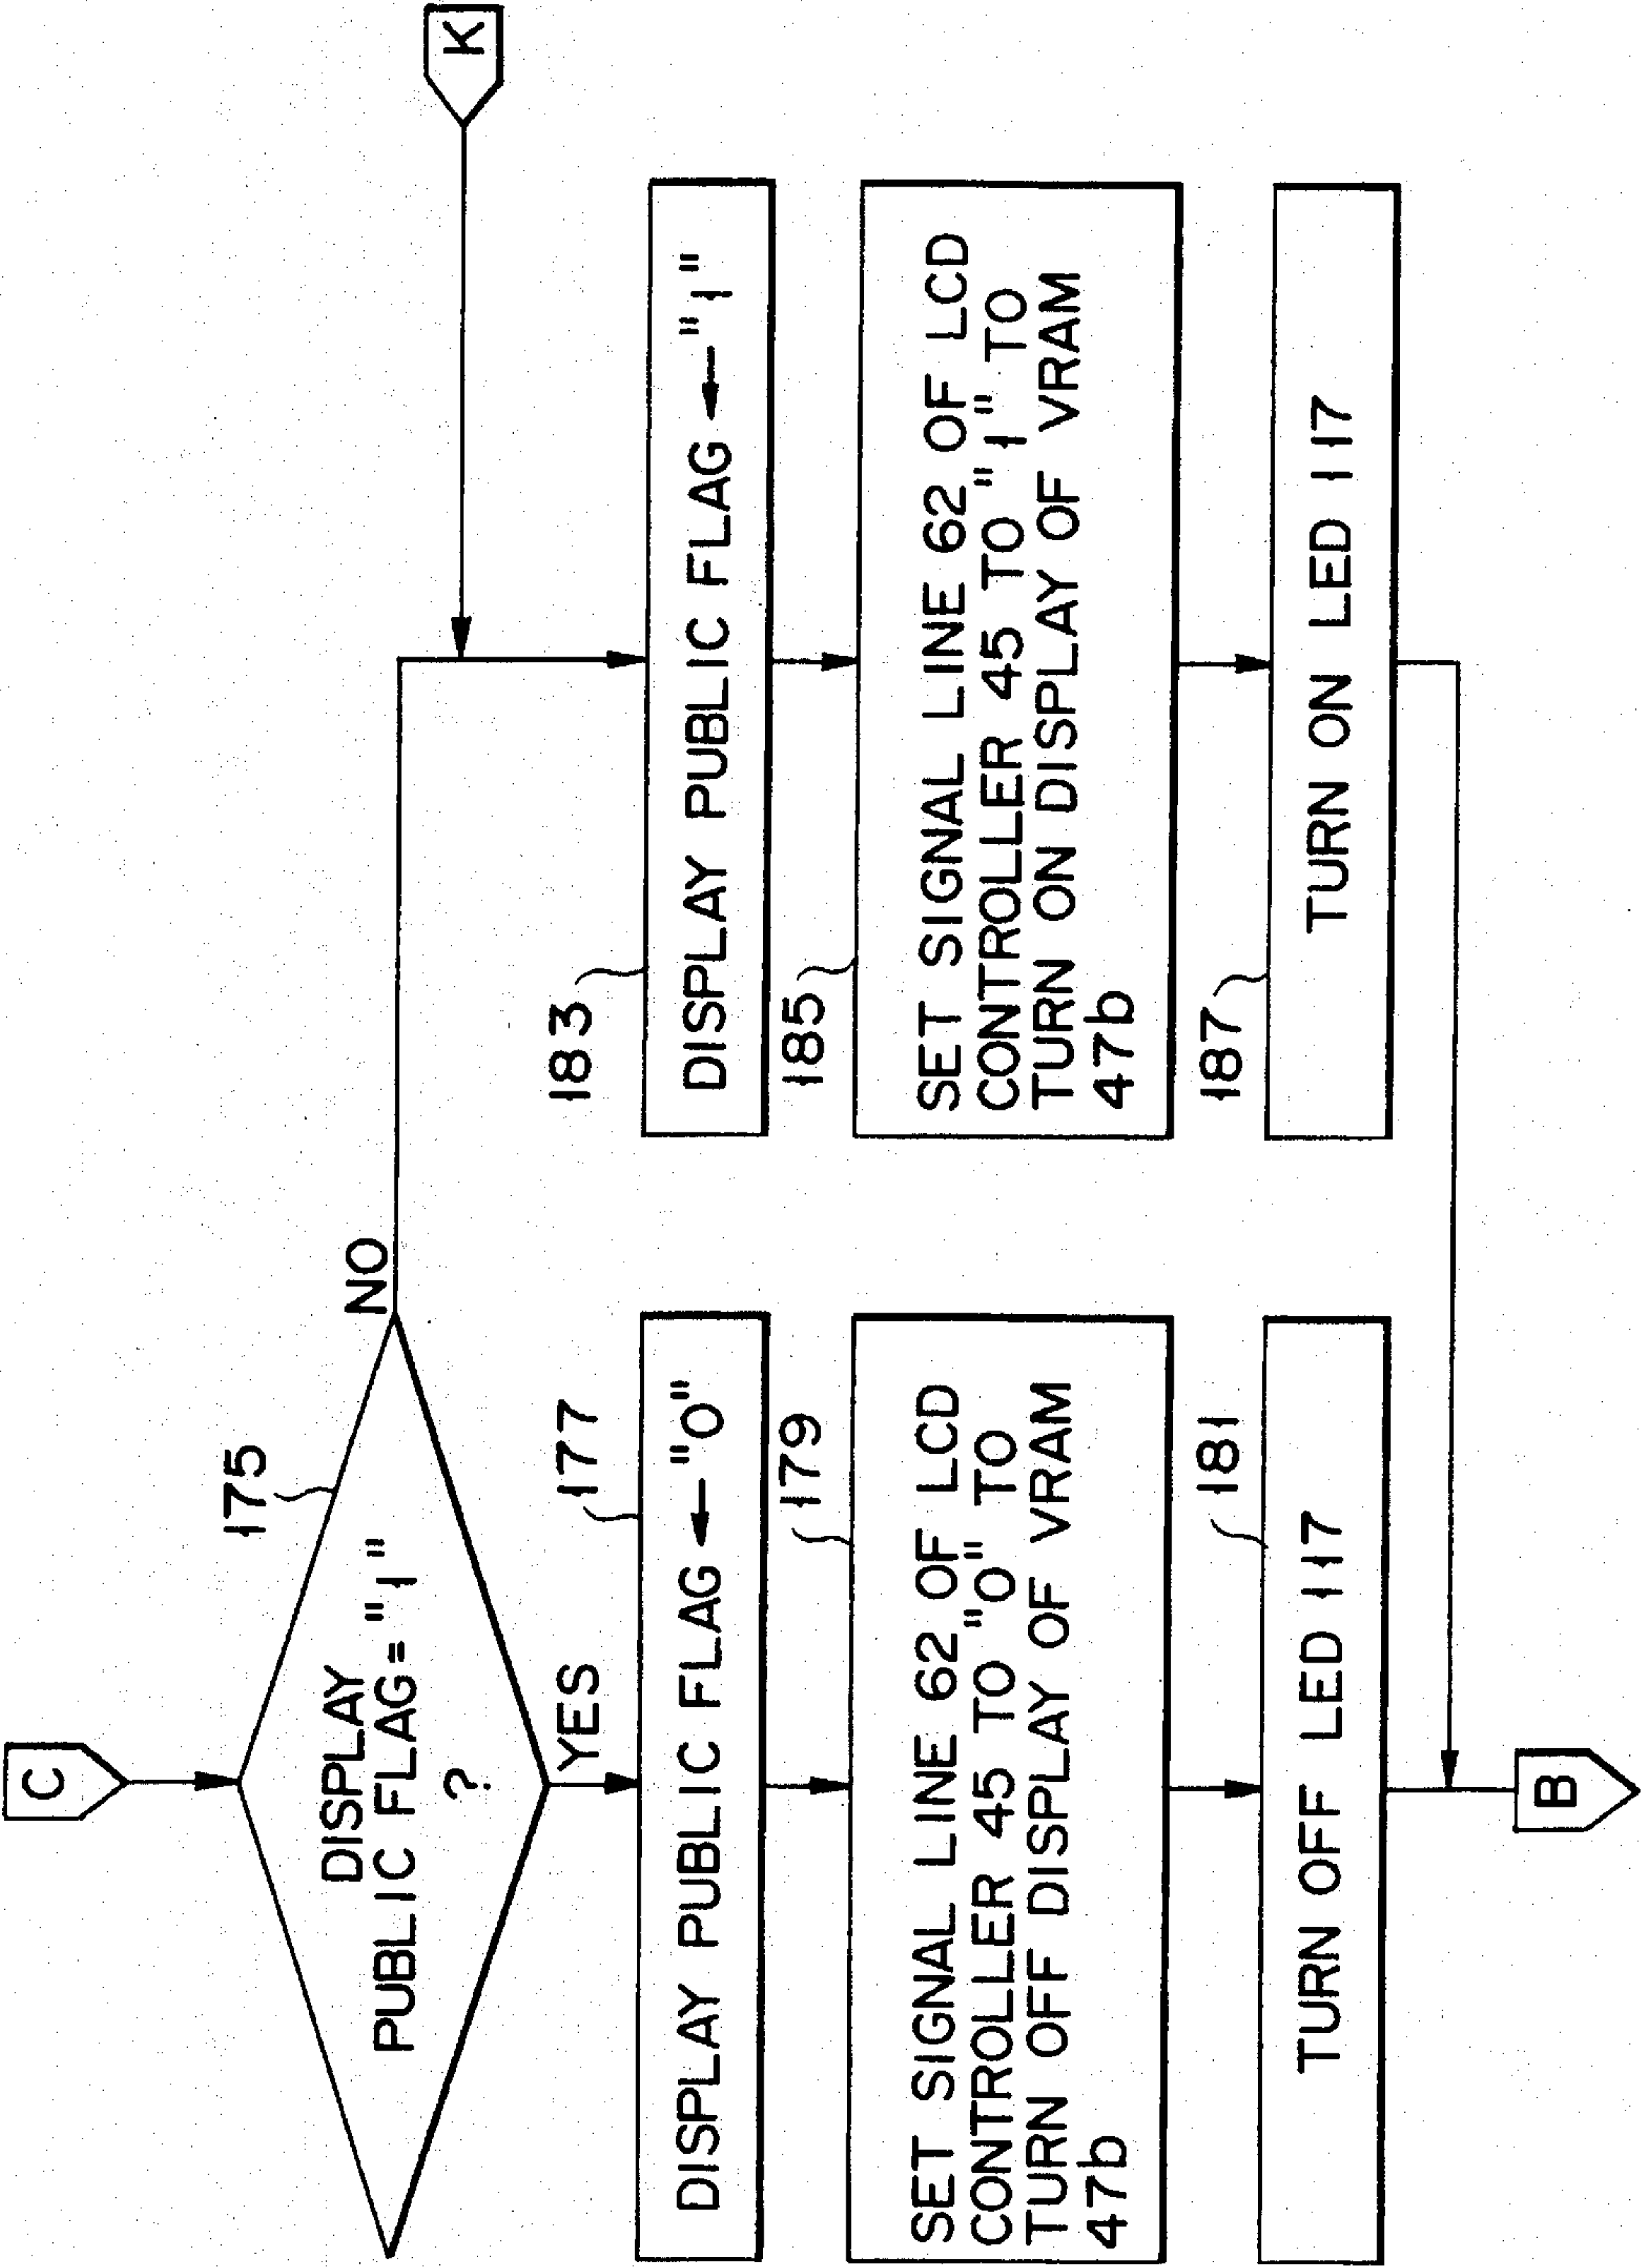 C
175
DISPLAY
PUBLIC FLAG="1"
?
NO
YES
177
DISPLAY PUBLIC FLAG ← "0"
179
SET SIGNAL LINE 62 OF LCD
CONTROLLER 45 TO "0" TO
TURN OFF DISPLAY OF VRAM
47b
181
TURN OFF LED 117
K
183
DISPLAY PUBLIC FLAG ← "1"
185
SET SIGNAL LINE 62 OF LCD
CONTROLLER 45 TO "1" TO
TURN ON DISPLAY OF VRAM
47b
187
TURN ON LED 117
B